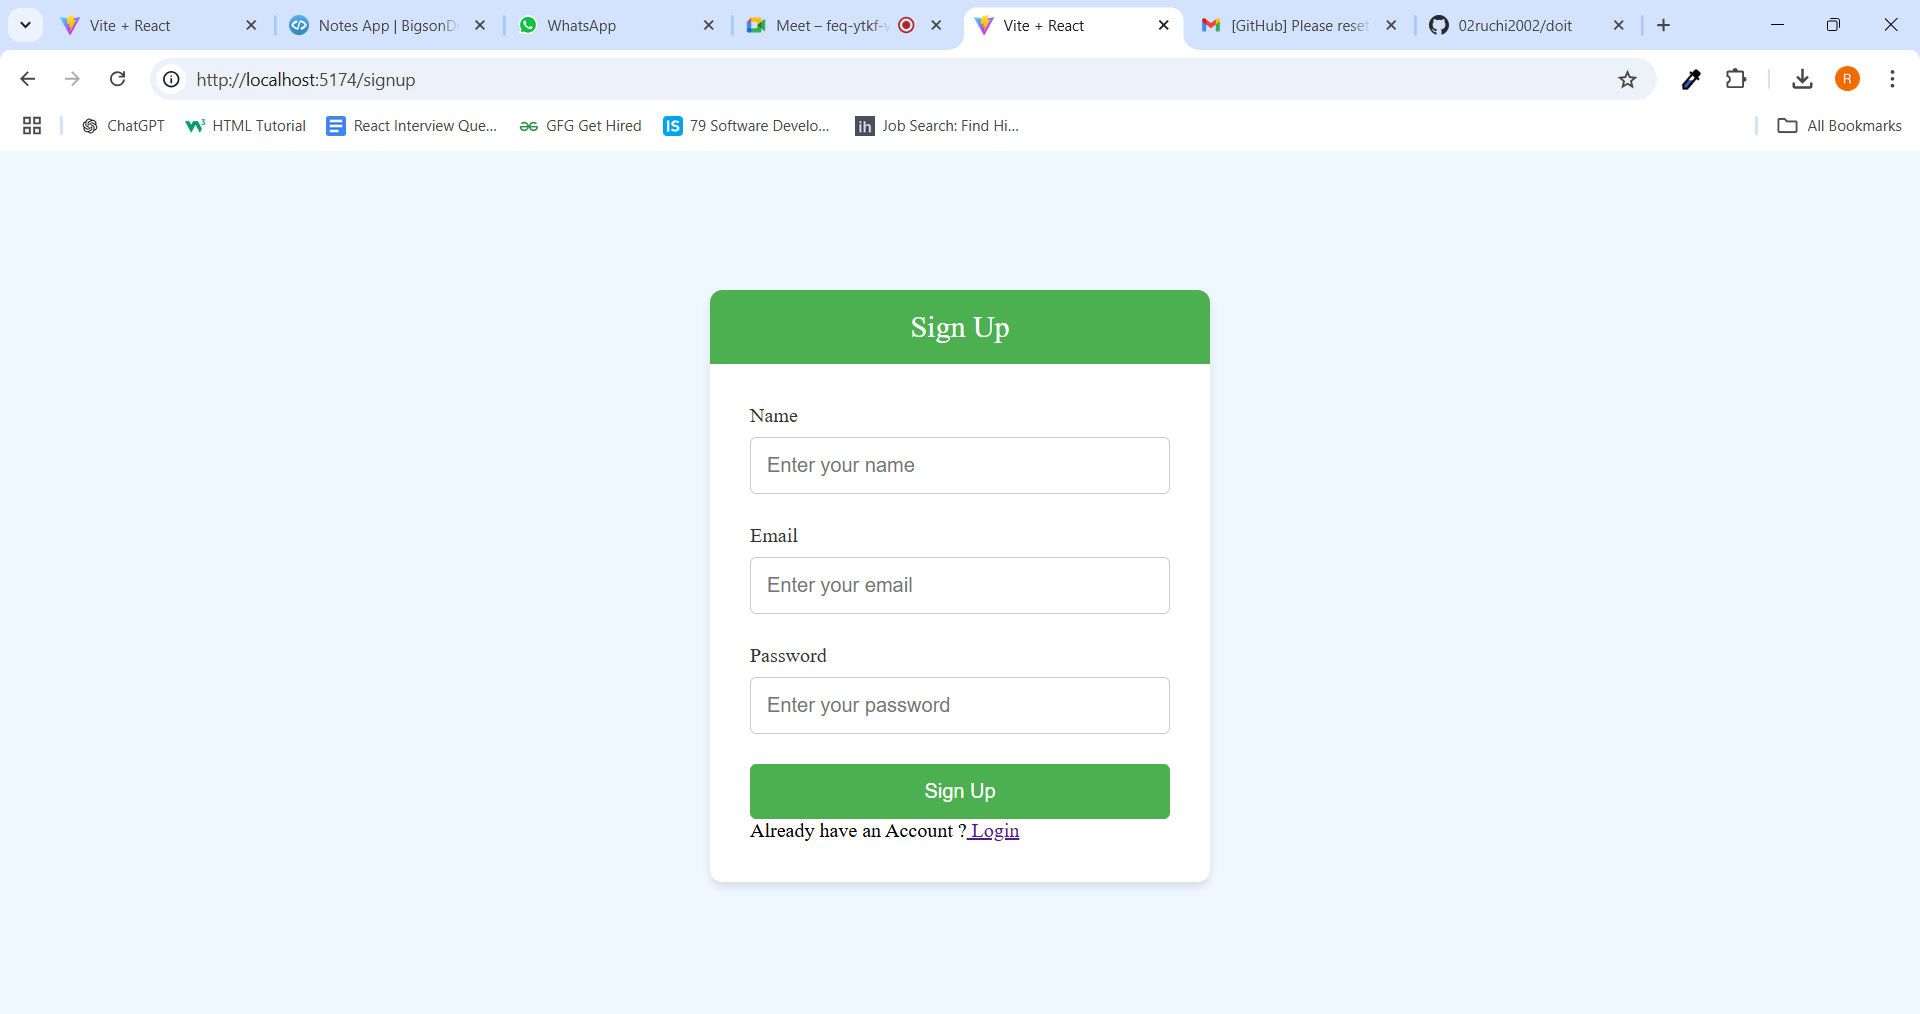 Vite + React
Notes App | BigsonD
WhatsApp
Meet – feq-ytkf-v
Vite + React
[GitHub] Please reset
02ruchi2002/doit
http://localhost:5174/signup
R
ChatGPT
HTML Tutorial
React Interview Que...
GFG Get Hired
IS 79 Software Develo...
ih Job Search: Find Hi...
All Bookmarks
Sign Up
Name
Enter your name
Email
Enter your email
Password
Enter your password
Sign Up
Already have an Account ? Login